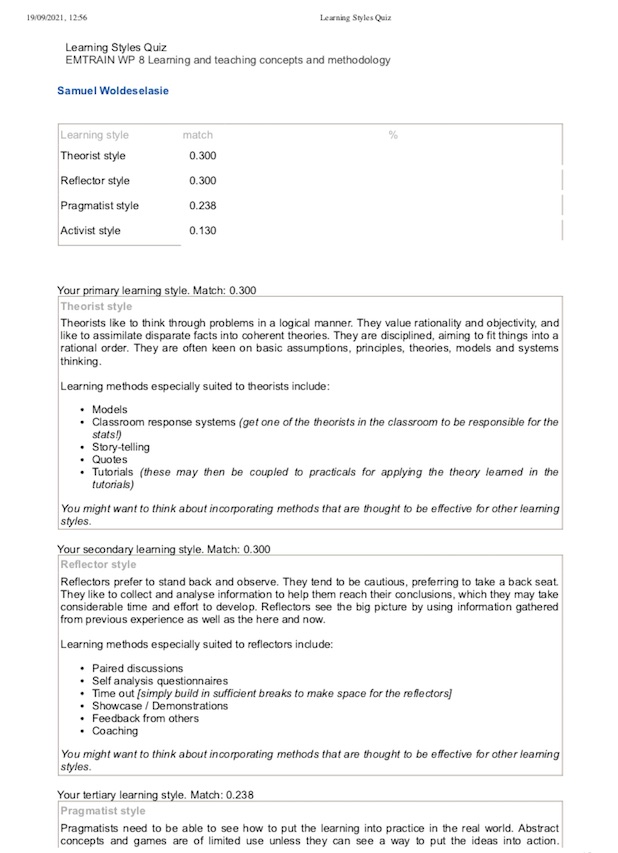 19/09/2021, 12:56
Learning Styles Quiz
Learning Styles Quiz
EMTRAIN WP 8 Learning and teaching concepts and methodology
Samuel Woldeselasie
Learning style match %
Theorist style 0.300
Reflector style 0.300
Pragmatist style 0.238
Activist style 0.130
Your primary learning style. Match: 0.300
Theorist style
Theorists like to think through problems in a logical manner. They value rationality and objectivity, and
like to assimilate disparate facts into coherent theories. They are disciplined, aiming to fit things into a
rational order. They are often keen on basic assumptions, principles, theories, models and systems
thinking.
Learning methods especially suited to theorists include:
• Models
• Classroom response systems (get one of the theorists in the classroom to be responsible for the
stats!)
• Story-telling
• Quotes
• Tutorials (these may then be coupled to practicals for applying the theory learned in the
tutorials)
You might want to think about incorporating methods that are thought to be effective for other learning
styles.
Your secondary learning style. Match: 0.300
Reflector style
Reflectors prefer to stand back and observe. They tend to be cautious, preferring to take a back seat.
They like to collect and analyse information to help them reach their conclusions, which they may take
considerable time and effort to develop. Reflectors see the big picture by using information gathered
from previous experience as well as the here and now.
Learning methods especially suited to reflectors include:
• Paired discussions
• Self analysis questionnaires
• Time out [simply build in sufficient breaks to make space for the reflectors]
• Showcase / Demonstrations
• Feedback from others
• Coaching
You might want to think about incorporating methods that are thought to be effective for other learning
styles.
Your tertiary learning style. Match: 0.238
Pragmatist style
Pragmatists need to be able to see how to put the learning into practice in the real world. Abstract
concepts and games are of limited use unless they can see a way to put the ideas into action.